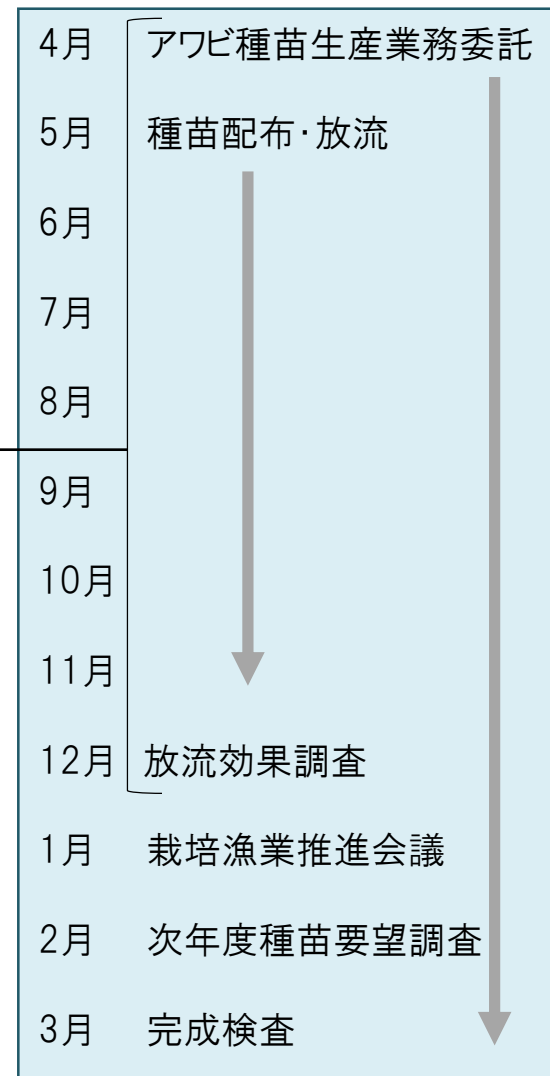 4月 アワビ種苗生産業務委託
5月 種苗配布・放流
6月
7月
8月
9月
10月
11月
12月 放流効果調査
1月 栽培漁業推進会議
2月 次年度種苗要望調査
3月 完成検査